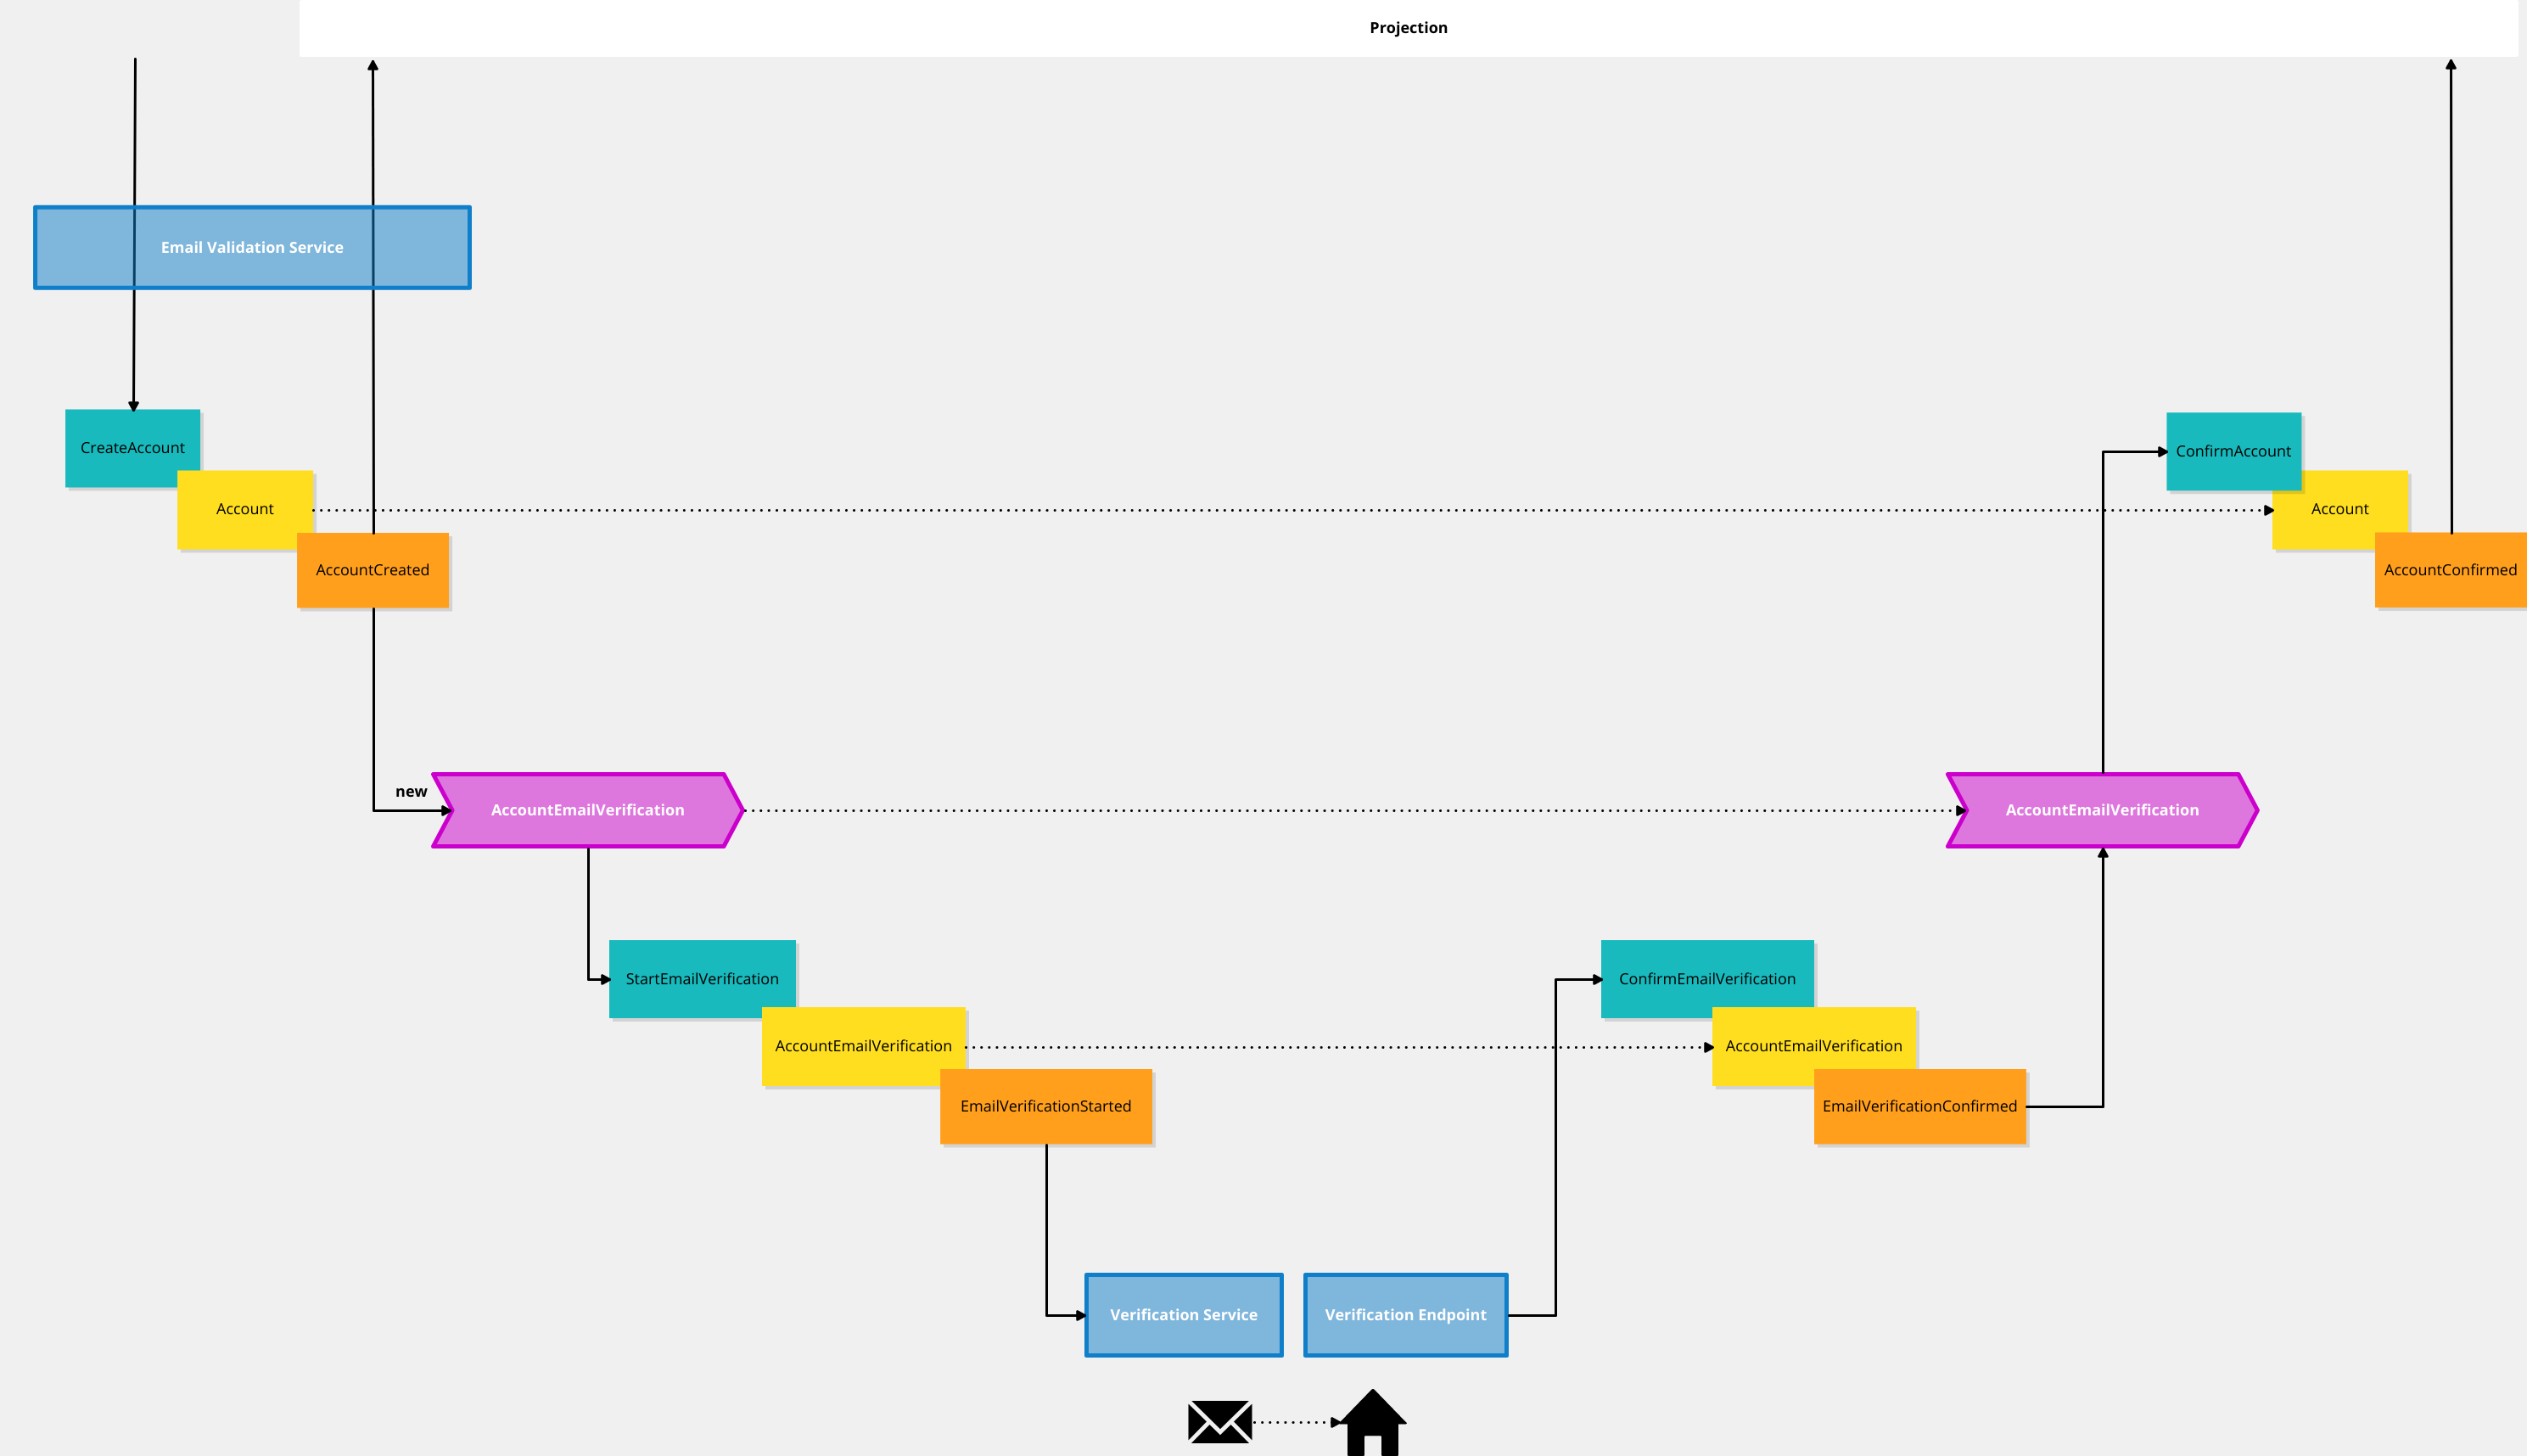 Projection
Email Validation Service
CreateAccount
ConfirmAccount
Account
Account
AccountCreated
AccountConfirmed
new
AccountEmailVerification
AccountEmailVerification
StartEmailVerification
ConfirmEmailVerification
AccountEmailVerification
AccountEmailVerification
EmailVerificationStarted
EmailVerificationConfirmed
Verification Service
Verification Endpoint